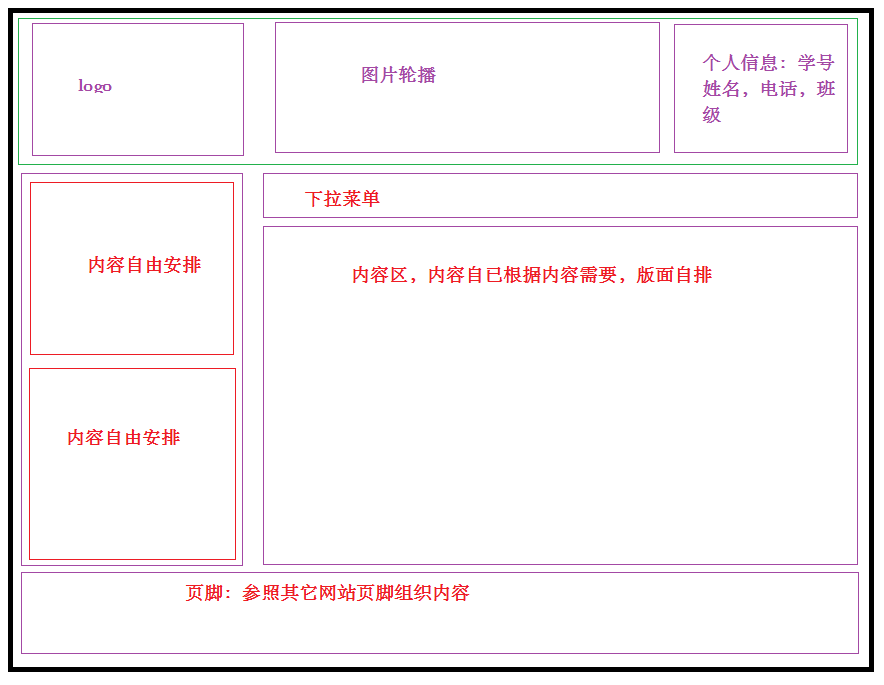 logo
图片轮播
个人信息：学号
姓名，电话，班
级
下拉菜单
内容自由安排
内容区，内容自已根据内容需要，版面自排
内容自由安排
页脚：参照其它网站页脚组织内容